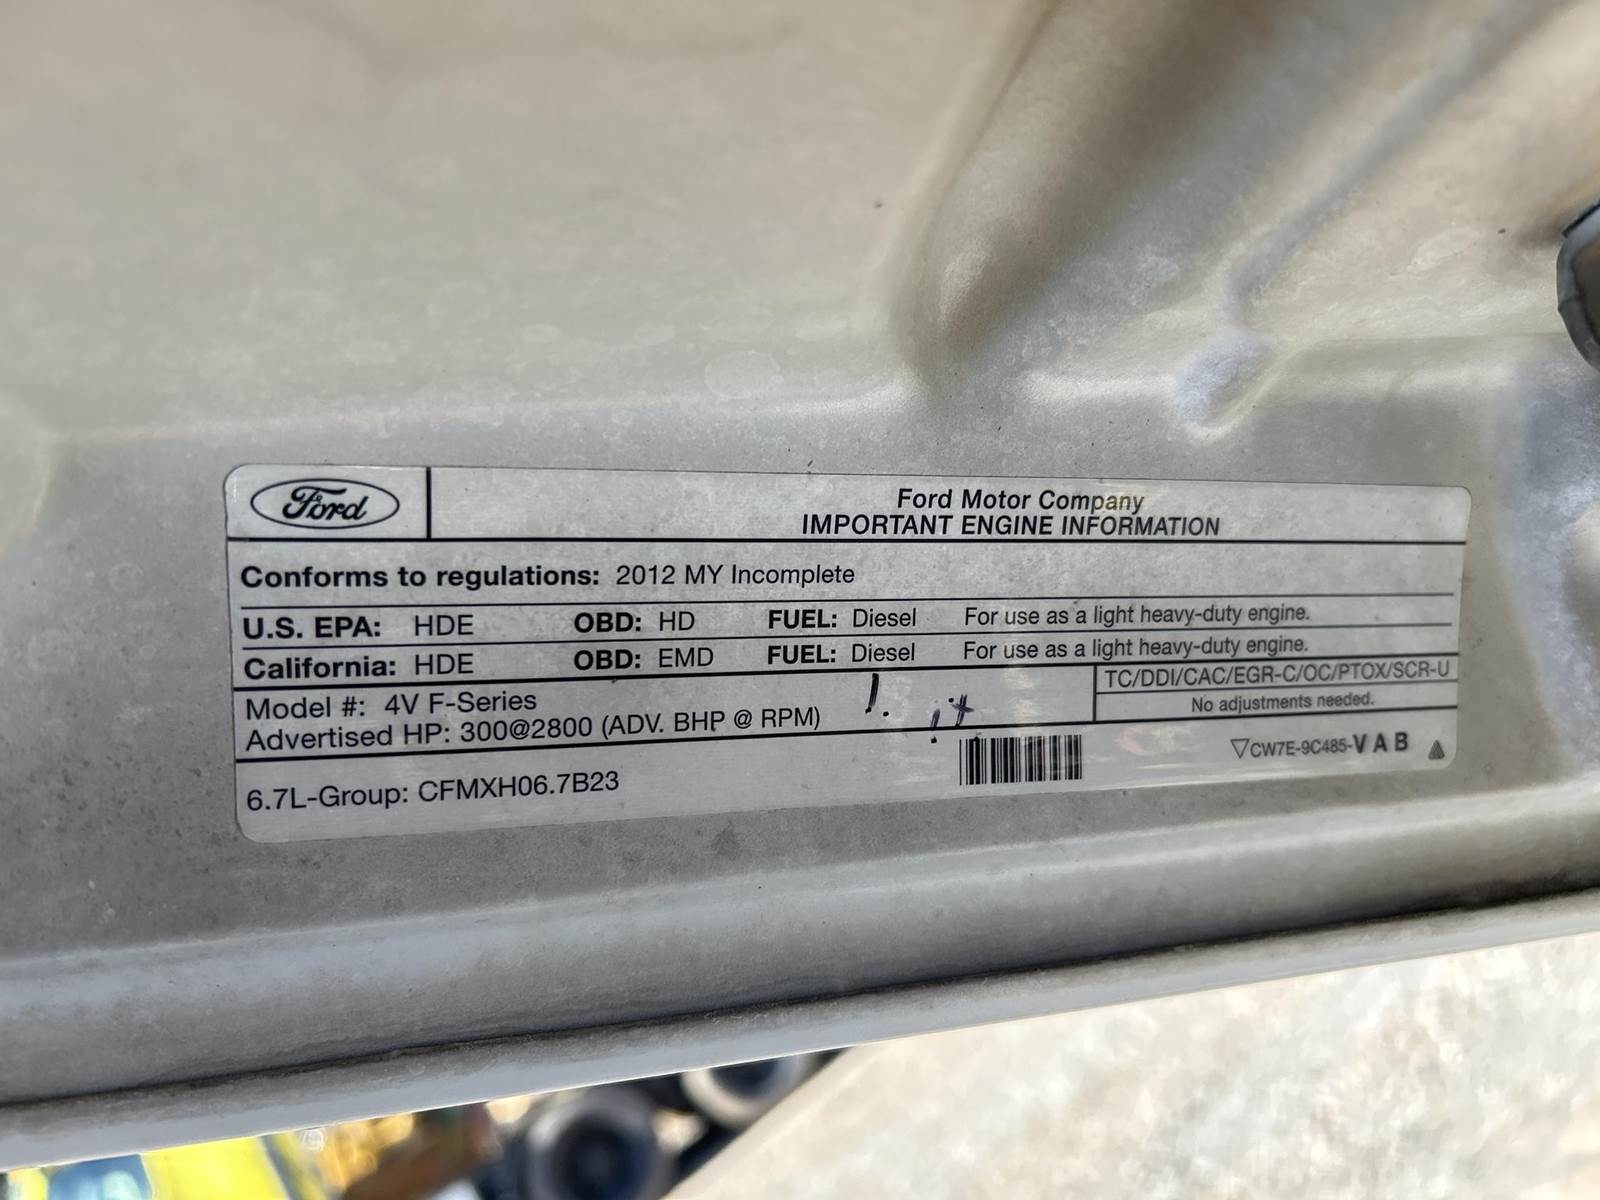 Ford
Ford Motor Company
IMPORTANT ENGINE INFORMATION
Conforms to regulations: 2012 MY Incomplete
U.S. EPA: HDE OBD: HD FUEL: Diesel For use as a light heavy-duty engine.
California: HDE OBD: EMD FUEL: Diesel For use as a light heavy-duty engine.
Model #: 4V F-Series
Advertised HP: 300@2800 (ADV. BHP @ RPM)
TC/DDI/CAC/EGR-C/OC/PTOX/SCR-U
No adjustments needed.
6.7L-Group: CFMXH06.7B23
CW7E-9C485-VAB